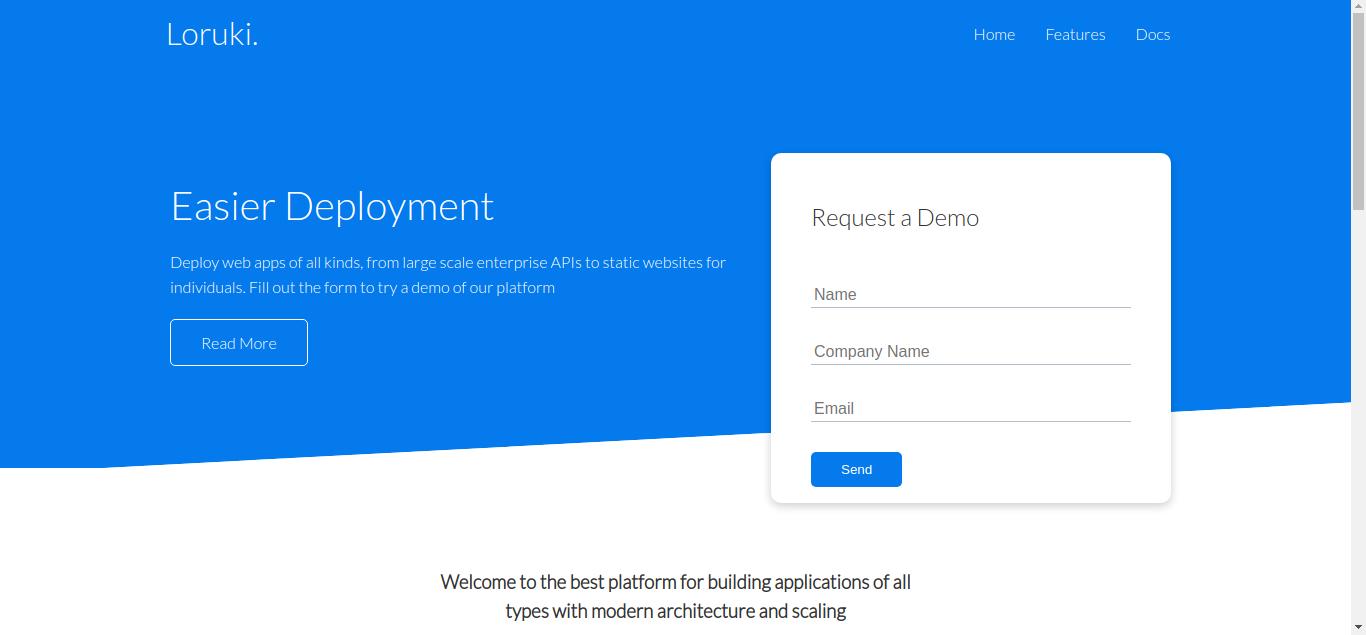 Loruki.
Home
Features
Docs
Easier Deployment
Deploy web apps of all kinds, from large scale enterprise APIs to static websites for
individuals. Fill out the form to try a demo of our platform
Read More
Request a Demo
Name
Company Name
Email
Send
Welcome to the best platform for building applications of all
types with modern architecture and scaling